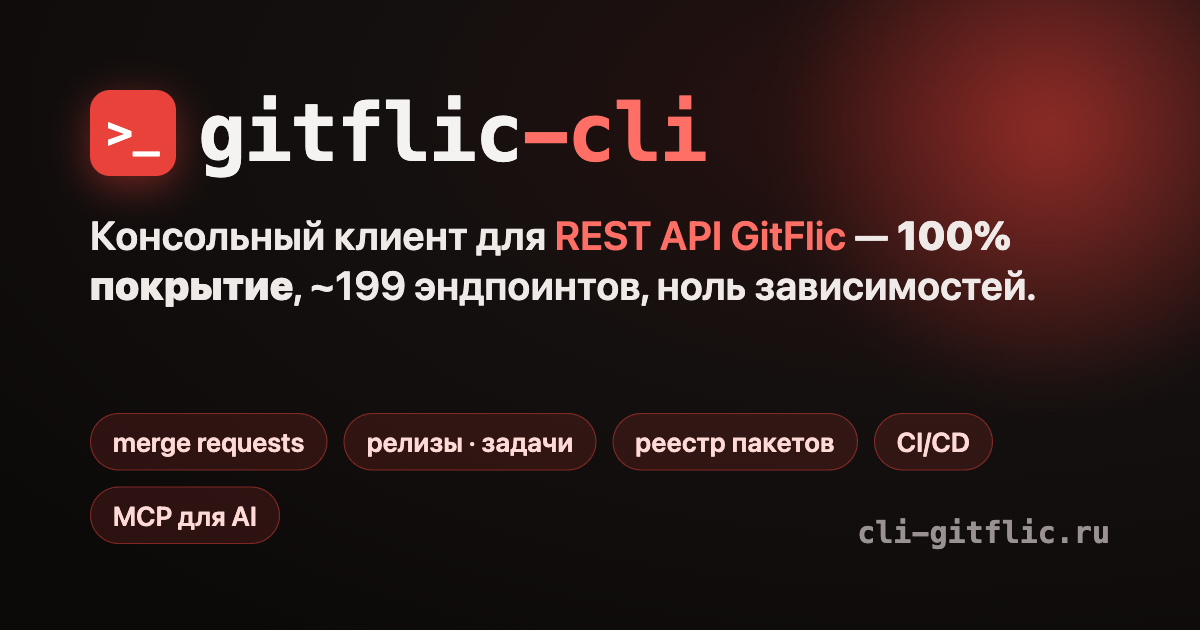 >_ gitflic-cli
Консольный клиент для REST API GitFlic — 100%
покрытие, ~199 эндпоинтов, ноль зависимостей.
merge requests
релизы · задачи
реестр пакетов
CI/CD
MCP для AI
cli-gitflic.ru